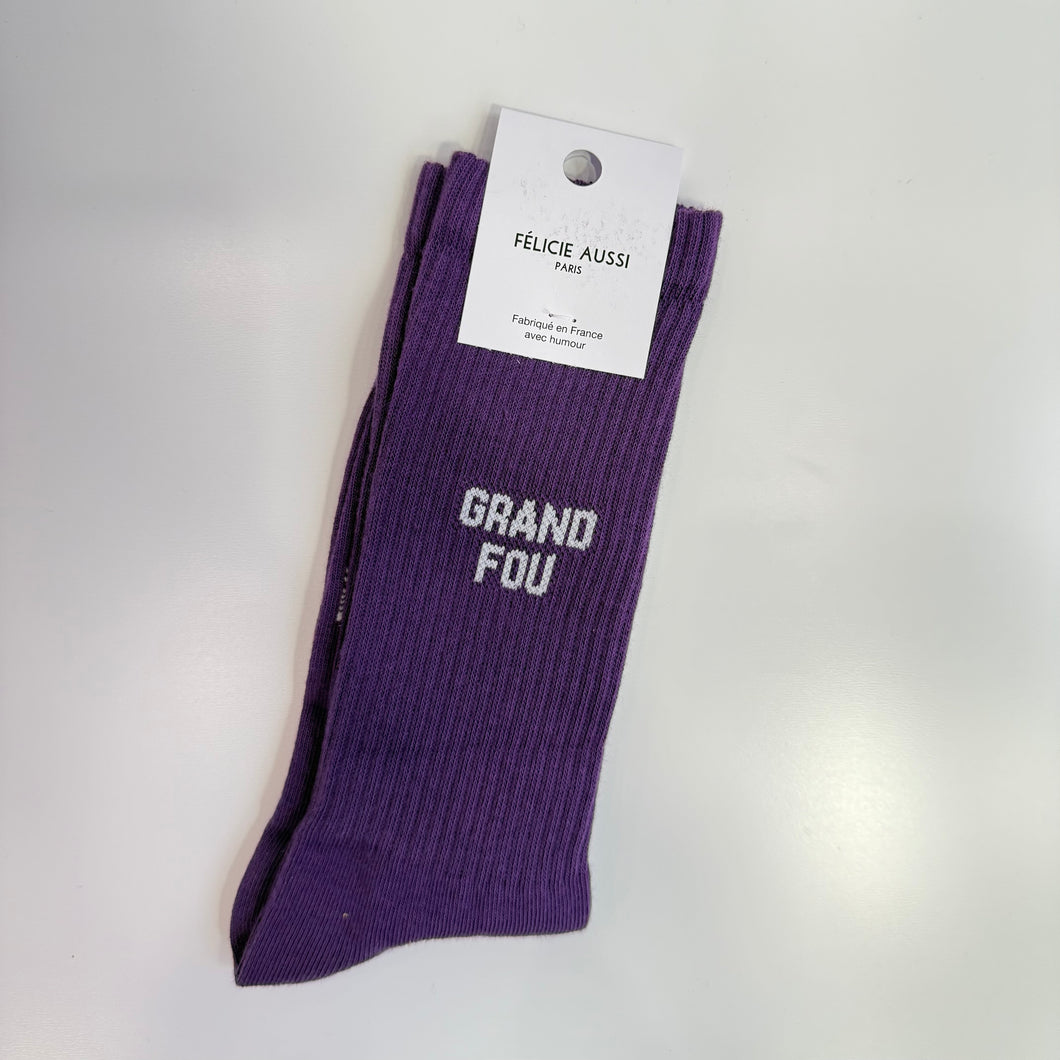 FÉLICIE AUSSI
PARIS
Fabriqué en France
avec humour
GRAND
FOU